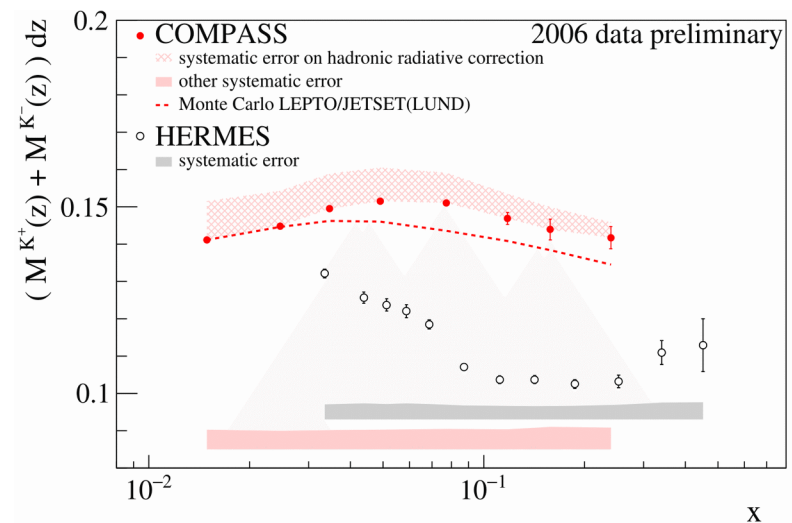 0.2
COMPASS
2006 data preliminary
systematic error on hadronic radiative correction
other systematic error
Monte Carlo LEPTO/JETSET(LUND)
HERMES
systematic error
( M^{K^+}(z) + M^{K^-}(z) ) dz
0.15
0.1
10^{-2}
10^{-1}
x